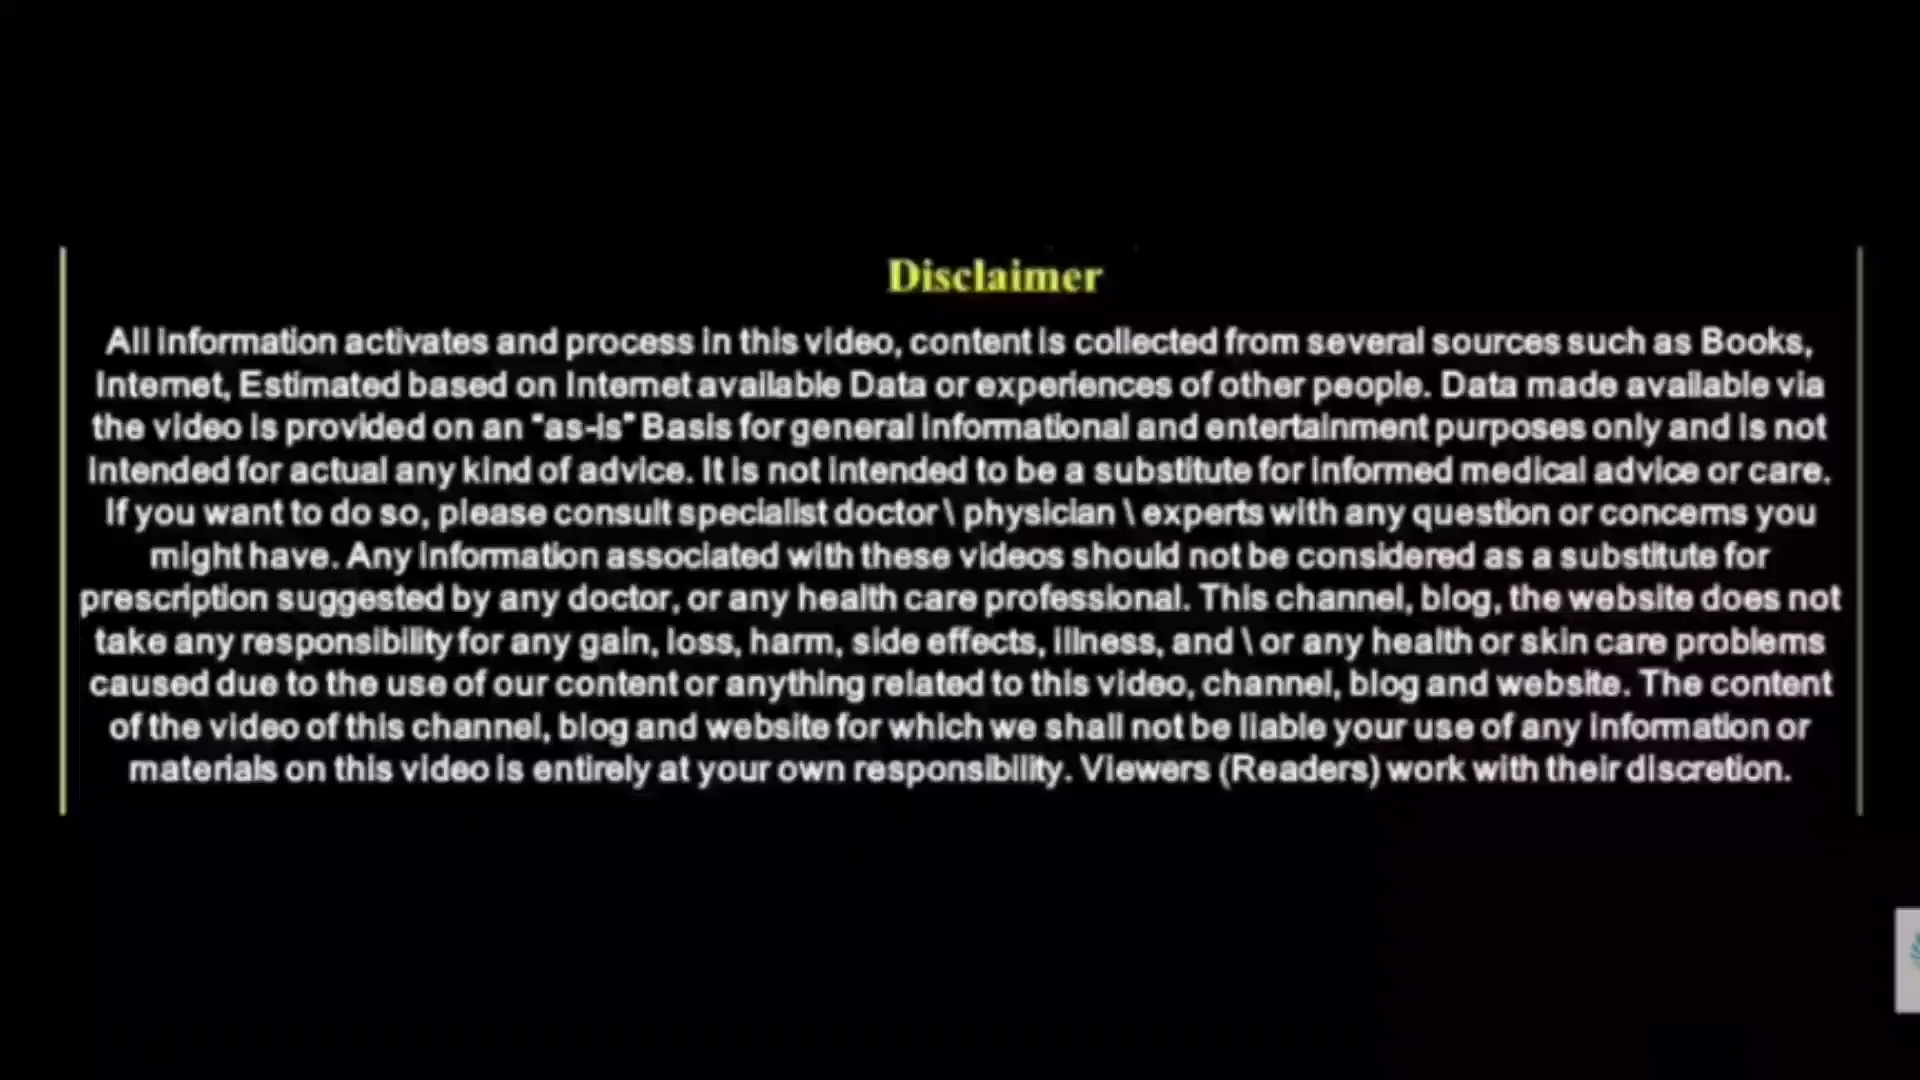 Disclaimer
All information activates and process in this video, content is collected from several sources such as Books,
Internet, Estimated based on Internet available Data or experiences of other people. Data made available via
the video is provided on an "as-is" Basis for general informational and entertainment purposes only and is not
intended for actual any kind of advice. It is not intended to be a substitute for informed medical advice or care.
If you want to do so, please consult specialist doctor \ physician \ experts with any question or concerns you
might have. Any information associated with these videos should not be considered as a substitute for
prescription suggested by any doctor, or any health care professional. This channel, blog, the website does not
take any responsibility for any gain, loss, harm, side effects, illness, and \ or any health or skin care problems
caused due to the use of our content or anything related to this video, channel, blog and website. The content
of the video of this channel, blog and website for which we shall not be liable your use of any information or
materials on this video is entirely at your own responsibility. Viewers (Readers) work with their discretion.